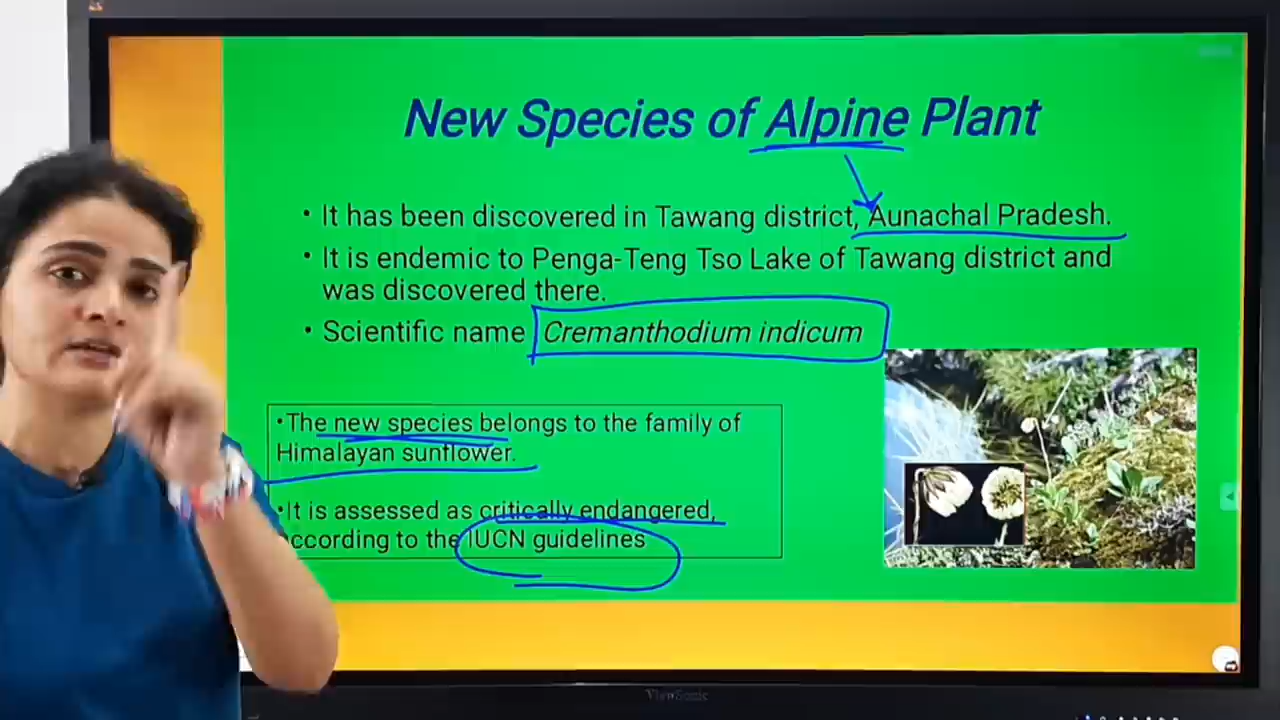 New Species of Alpine Plant
• It has been discovered in Tawang district, Aunachal Pradesh.
• It is endemic to Penga-Teng Tso Lake of Tawang district and
was discovered there.
• Scientific name Cremanthodium indicum
•The new species belongs to the family of
Himalayan sunflower.
•It is assessed as critically endangered,
according to the IUCN guidelines
ViewSonic